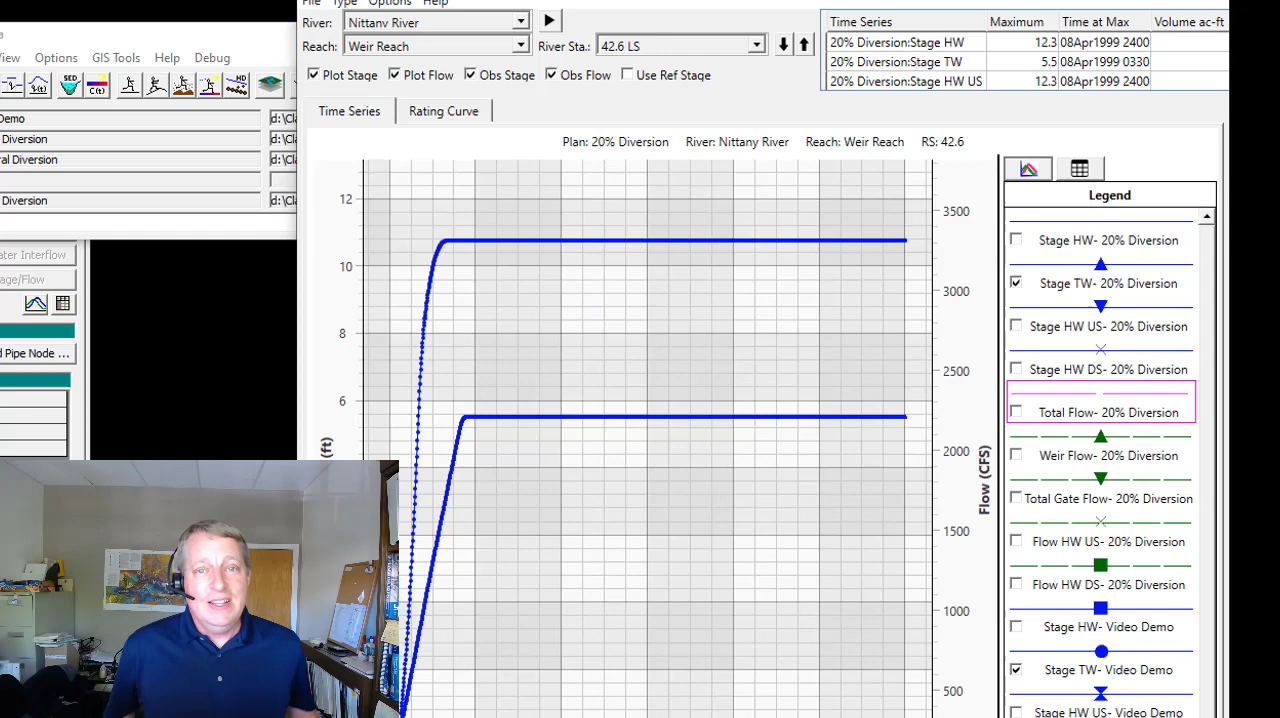 File Type Options Help
River: Nittany River
Reach: Weir Reach River Sta.: 42.6 LS
Plot Stage Plot Flow Obs Stage Obs Flow Use Ref Stage
Time Series Rating Curve
Time Series Maximum Time at Max Volume ac-ft
20% Diversion:Stage HW 12.3 08Apr1999 2400
20% Diversion:Stage TW 5.5 08Apr1999 0330
20% Diversion:Stage HW US 12.3 08Apr1999 2400
View Options GIS Tools Help Debug
SED
C(t)
HD
Demo d:\Cla
Diversion d:\Cla
ral Diversion d:\Cla
Diversion d:\Cla
ater Interflow
age/Flow
d Pipe Node ...
Plan: 20% Diversion River: Nittany River Reach: Weir Reach RS: 42.6
12
10
8
6
(ft)
3500
3000
2500
2000
1500
1000
500
Flow (CFS)
Legend
Stage HW- 20% Diversion
Stage TW- 20% Diversion
Stage HW US- 20% Diversion
Stage HW DS- 20% Diversion
Total Flow- 20% Diversion
Weir Flow- 20% Diversion
Total Gate Flow- 20% Diversion
Flow HW US- 20% Diversion
Flow HW DS- 20% Diversion
Stage HW- Video Demo
Stage TW- Video Demo
Stage HW US- Video Demo